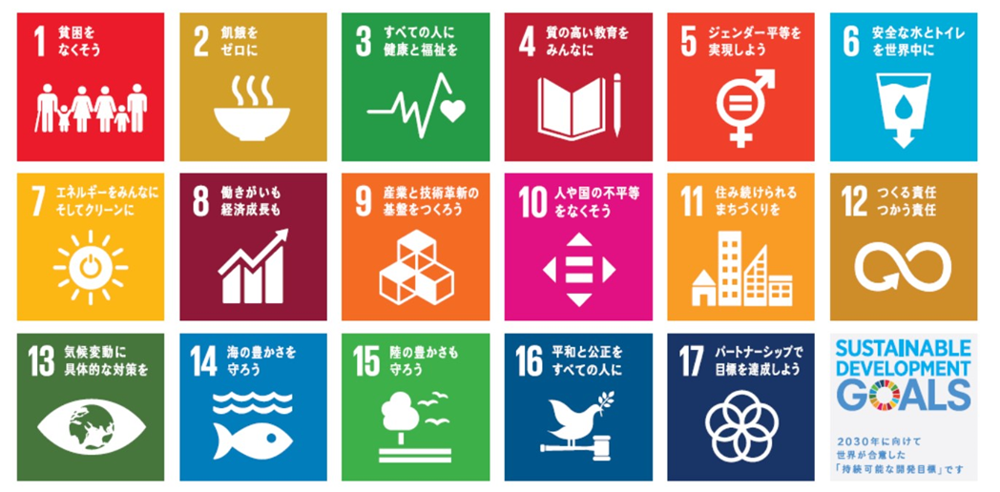 1 貧困を
なくそう
2 飢餓を
ゼロに
3 すべての人に
健康と福祉を
4 質の高い教育を
みんなに
5 ジェンダー平等を
実現しよう
6 安全な水とトイレ
を世界中に
7 エネルギーをみんなに
そしてクリーンに
8 働きがいも
経済成長も
9 産業と技術革新の
基盤をつくろう
10 人や国の不平等
をなくそう
11 住み続けられる
まちづくりを
12 つくる責任
つかう責任
13 気候変動に
具体的な対策を
14 海の豊かさを
守ろう
15 陸の豊かさも
守ろう
16 平和と公正を
すべての人に
17 パートナーシップで
目標を達成しよう
SUSTAINABLE
DEVELOPMENT
GOALS
2030年に向けて
世界が合意した
「持続可能な開発目標」です